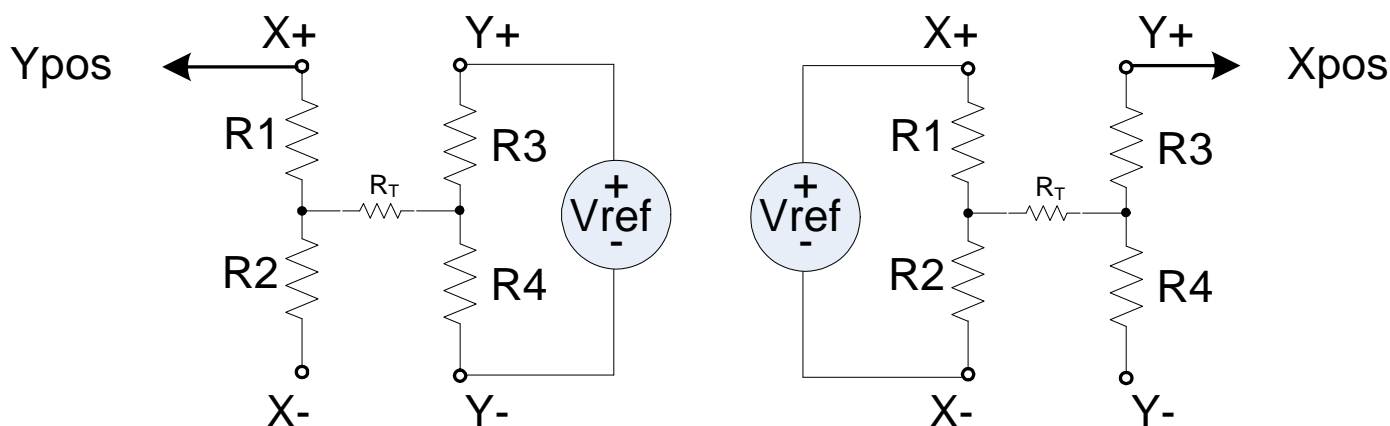 X+ Y+ X+ Y+
Ypos Xpos
R1 R3 R1 R3
RT RT
+ +
Vref Vref
- -
R2 R4 R2 R4
X- Y- X- Y-